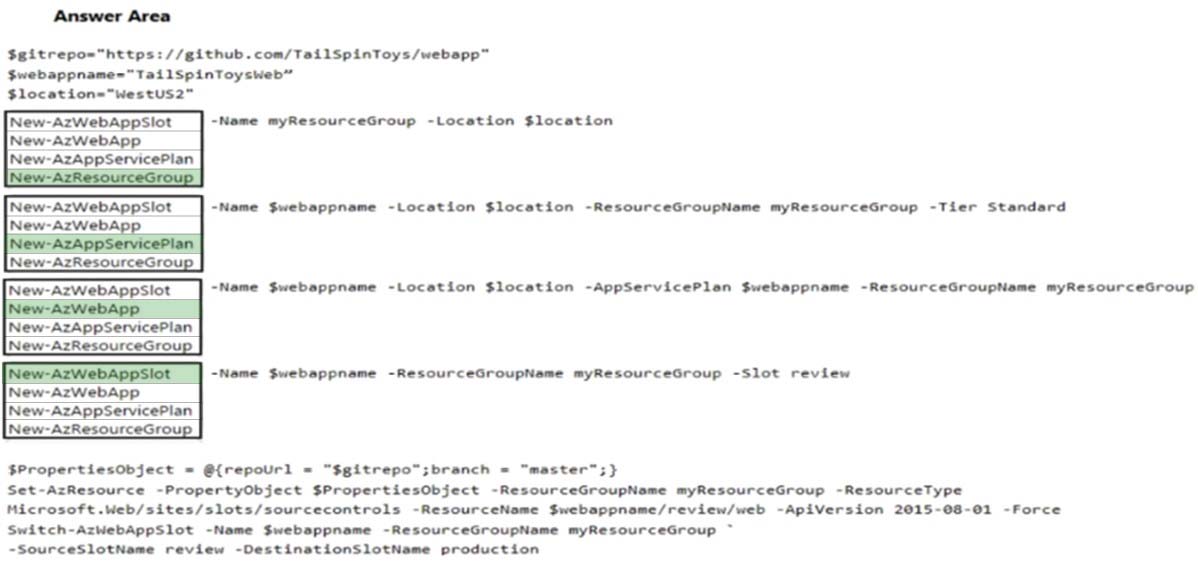 Answer Area
$gitrepo="https://github.com/TailSpinToys/webapp"
$webappname="TailSpinToysWeb”
$location="WestUS2"
New-AzWebAppSlot -Name myResourceGroup -Location $location
New-AzWebApp
New-AzAppServicePlan
New-AzResourceGroup
New-AzWebAppSlot -Name $webappname -Location $location -ResourceGroupName myResourceGroup -Tier Standard
New-AzWebApp
New-AzAppServicePlan
New-AzResourceGroup
New-AzWebAppSlot -Name $webappname -Location $location -AppServicePlan $webappname -ResourceGroupName myResourceGroup
New-AzWebApp
New-AzAppServicePlan
New-AzResourceGroup
New-AzWebAppSlot -Name $webappname -ResourceGroupName myResourceGroup -Slot review
New-AzWebApp
New-AzAppServicePlan
New-AzResourceGroup
$PropertiesObject = @{repoUrl = "$gitrepo";branch = "master";}
Set-AzResource -PropertyObject $PropertiesObject -ResourceGroupName myResourceGroup -ResourceType
Microsoft.Web/sites/slots/sourcecontrols -ResourceName $webappname/review/web -ApiVersion 2015-08-01 -Force
Switch-AzWebAppSlot -Name $webappname -ResourceGroupName myResourceGroup `
-SourceSlotName review -DestinationSlotName production